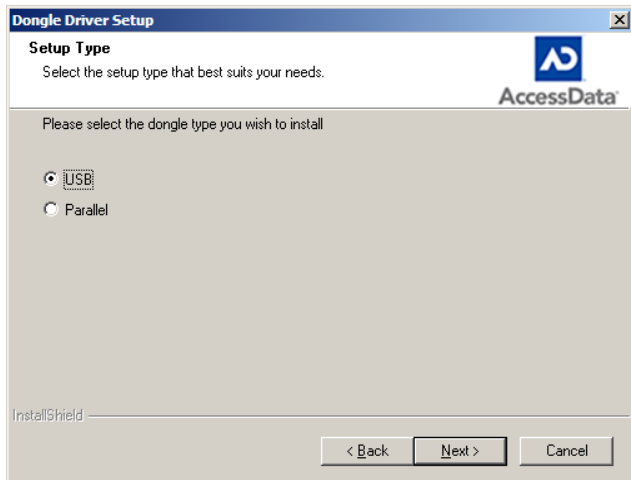 Dongle Driver Setup
Setup Type
Select the setup type that best suits your needs.
AccessData
Please select the dongle type you wish to install
USB
Parallel
InstallShield
< Back
Next >
Cancel